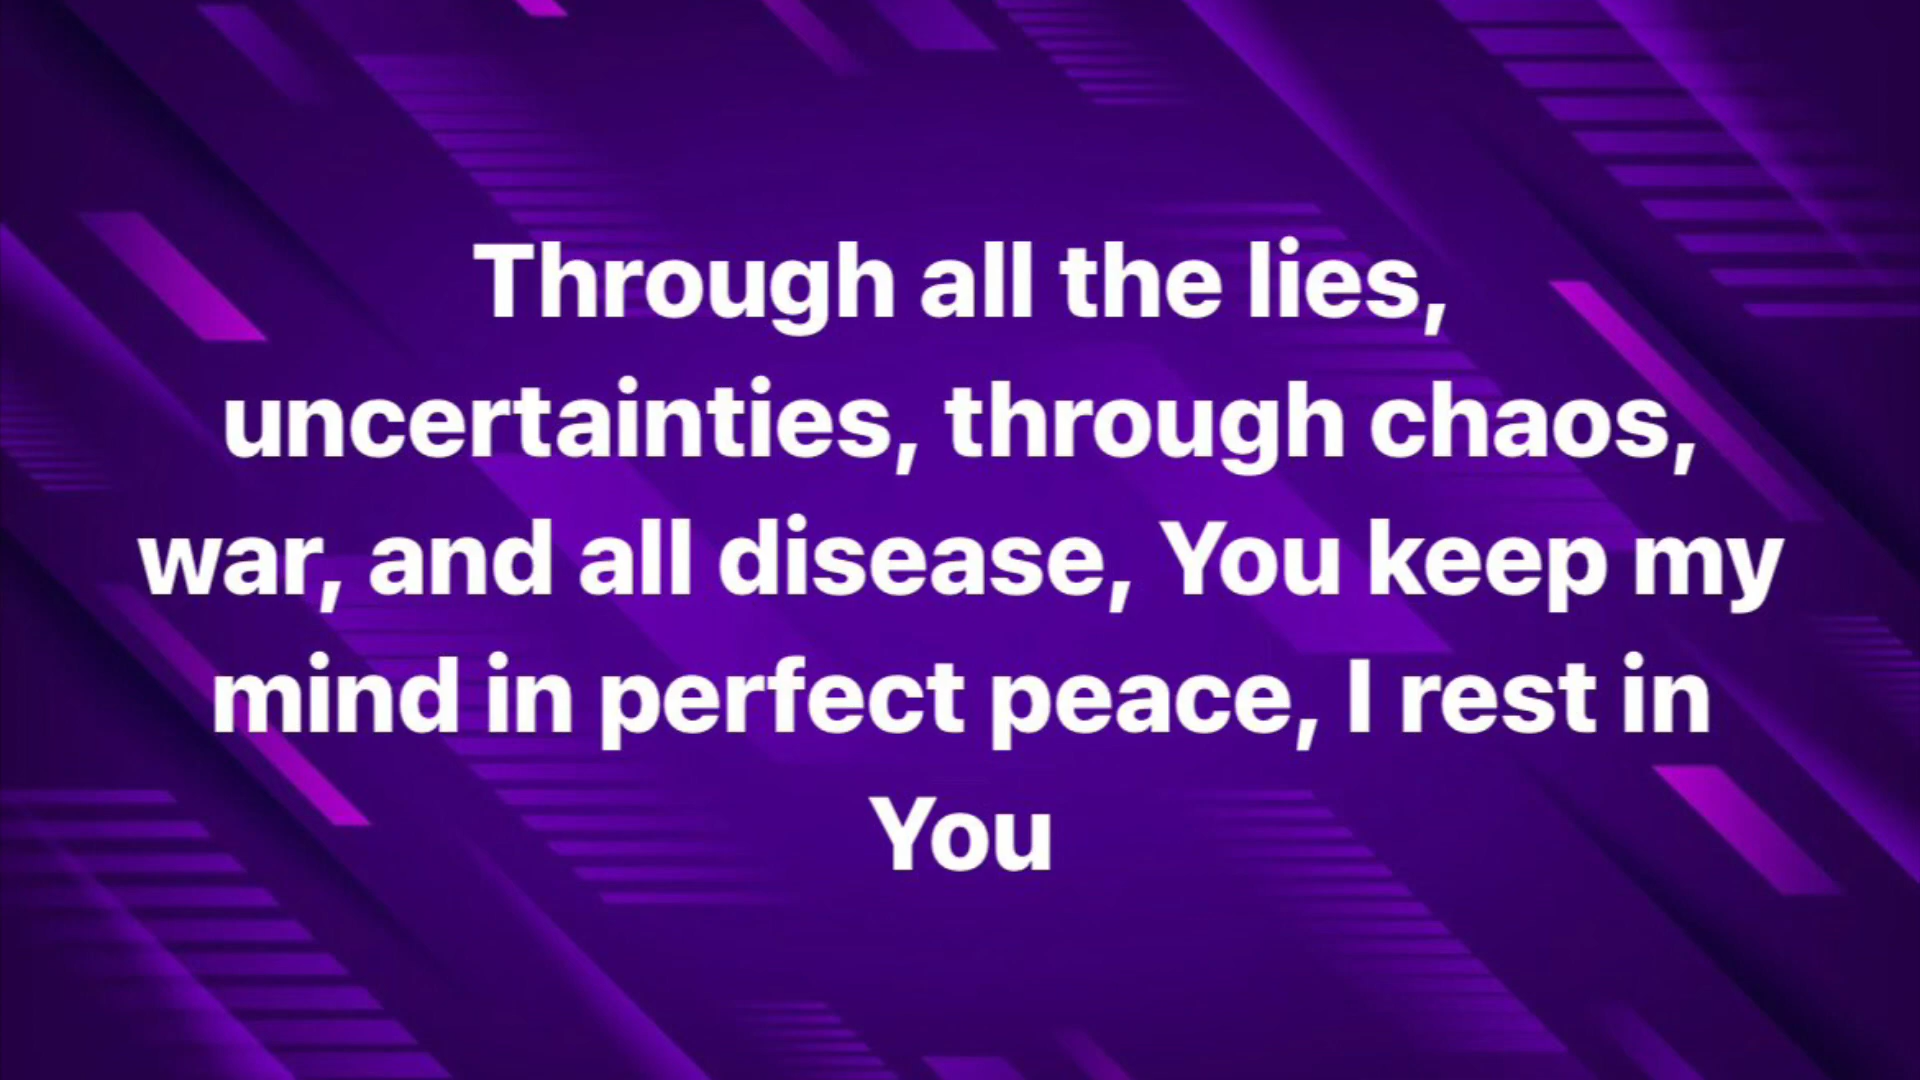 Through all the lies,
uncertainties, through chaos,
war, and all disease, You keep my
mind in perfect peace, I rest in
You